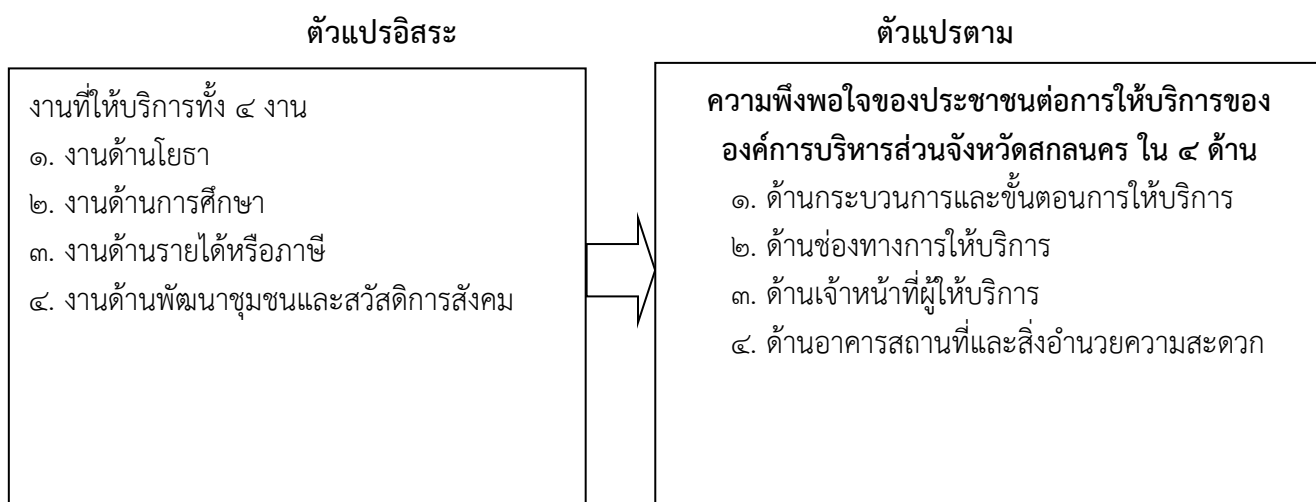 ตัวแปรอิสระ
ตัวแปรตาม
งานที่ให้บริการทั้ง ๔ งาน
๑. งานด้านโยธา
๒. งานด้านการศึกษา
๓. งานด้านรายได้หรือภาษี
๔. งานด้านพัฒนาชุมชนและสวัสดิการสังคม
ความพึงพอใจของประชาชนต่อการให้บริการของ
องค์การบริหารส่วนจังหวัดสกลนคร ใน ๔ ด้าน
๑. ด้านกระบวนการและขั้นตอนการให้บริการ
๒. ด้านช่องทางการให้บริการ
๓. ด้านเจ้าหน้าที่ผู้ให้บริการ
๔. ด้านอาคารสถานที่และสิ่งอำนวยความสะดวก